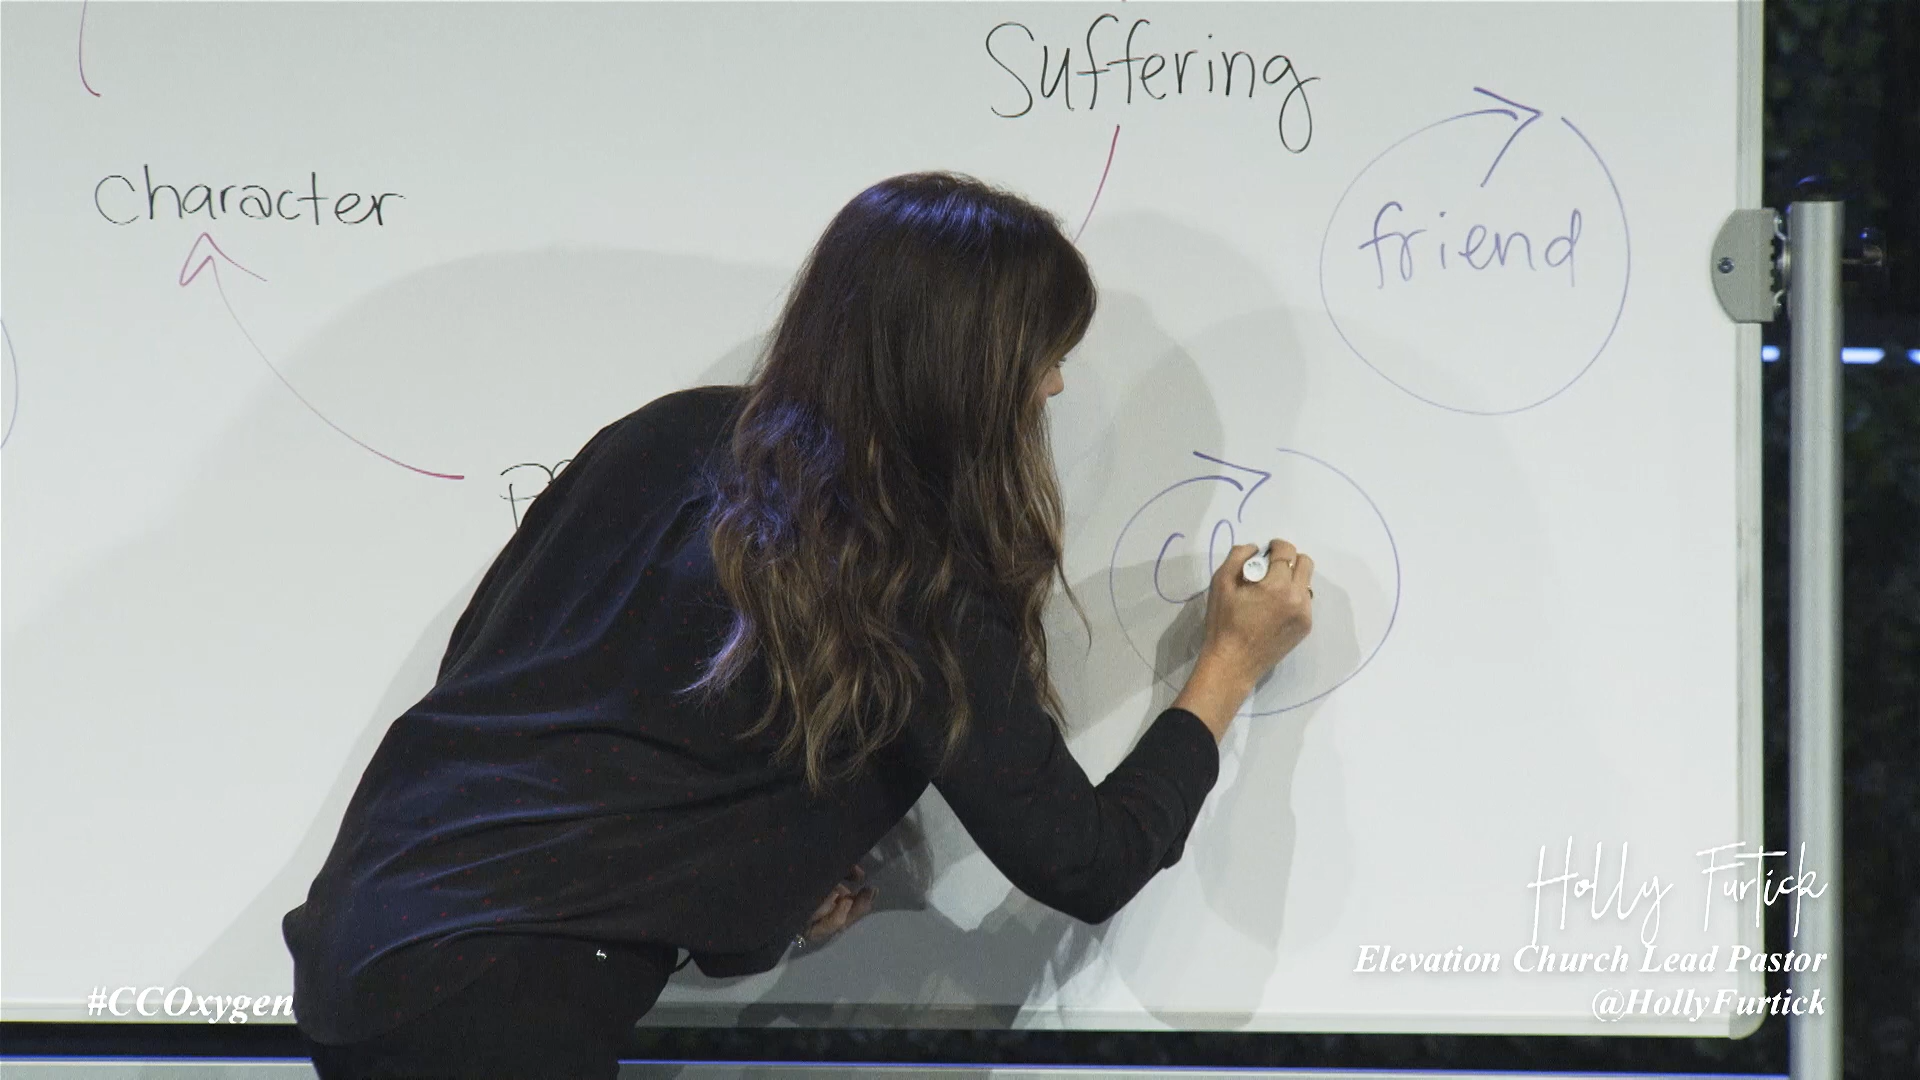 Suffering
Character
friend
Holly Furtick
Elevation Church Lead Pastor
#CCOxygen
@HollyFurtick